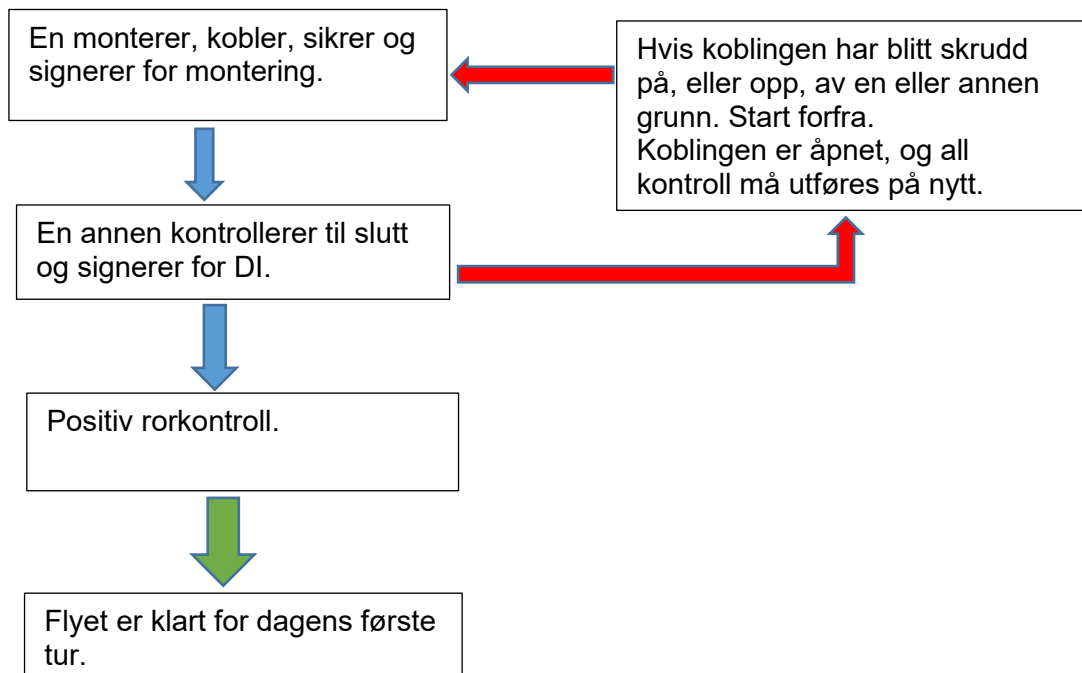 En monterer, kobler, sikrer og
signerer for montering.
Hvis koblingen har blitt skrudd
på, eller opp, av en eller annen
grunn. Start forfra.
Koblingen er åpnet, og all
kontroll må utføres på nytt.
En annen kontrollerer til slutt
og signerer for DI.
Positiv rorkontroll.
Flyet er klart for dagens første
tur.